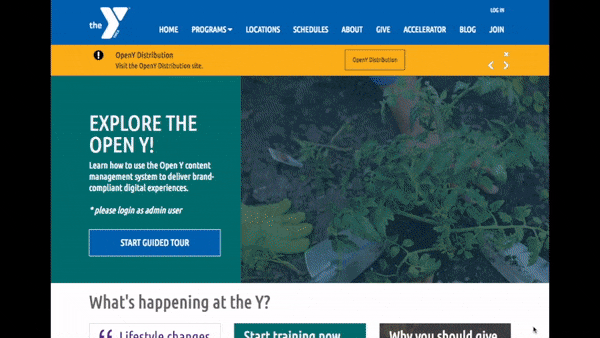 LOG IN
the Y
HOME PROGRAMS LOCATIONS SCHEDULES ABOUT GIVE ACCELERATOR BLOG JOIN
OpenY Distribution
Visit the OpenY Distribution site.
OpenY Distribution
EXPLORE THE
OPEN Y!
Learn how to use the Open Y content
management system to deliver brand-
compliant digital experiences.
* please login as admin user
START GUIDED TOUR
What's happening at the Y?
Lifestyle changes
Start training now
Why you should give